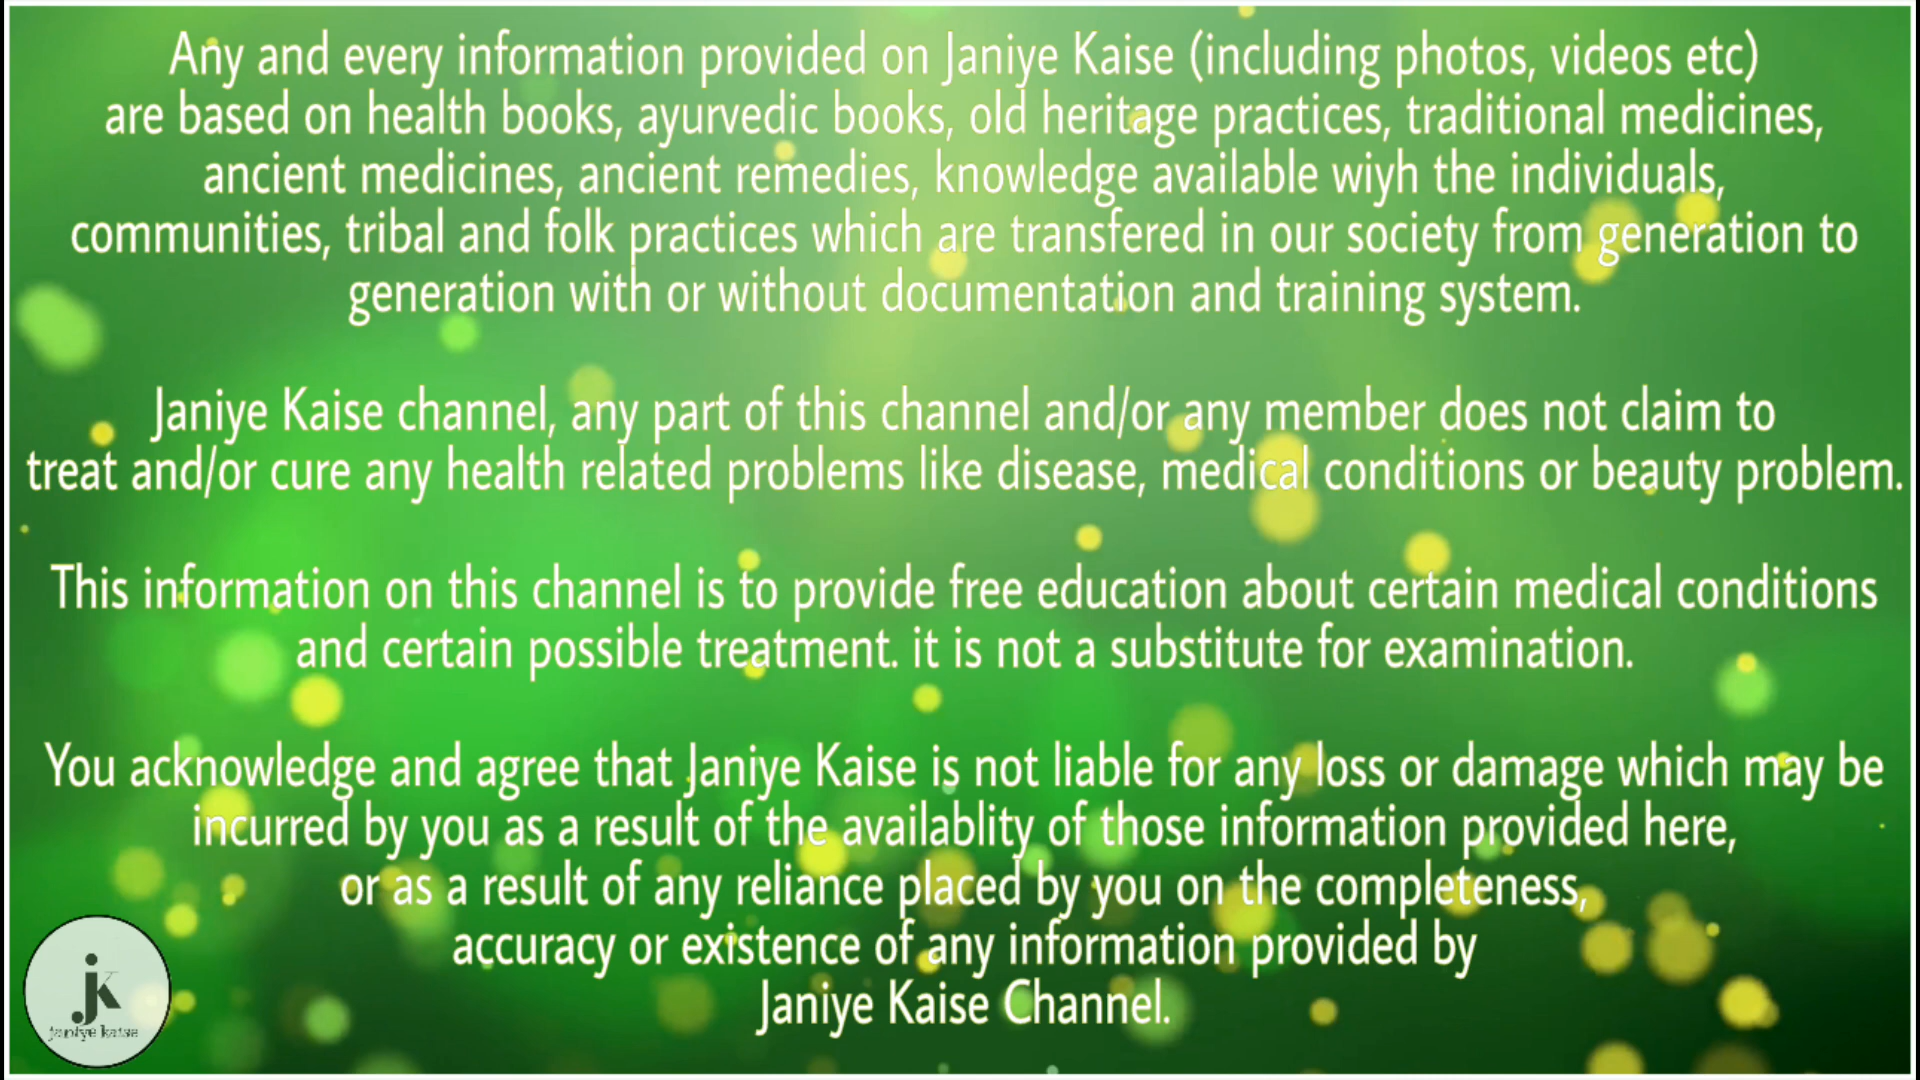 Any and every information provided on Janiye Kaise (including photos, videos etc)
are based on health books, ayurvedic books, old heritage practices, traditional medicines,
ancient medicines, ancient remedies, knowledge available wiyh the individuals,
communities, tribal and folk practices which are transfered in our society from generation to
generation with or without documentation and training system.
Janiye Kaise channel, any part of this channel and/or any member does not claim to
treat and/or cure any health related problems like disease, medical conditions or beauty problem.
This information on this channel is to provide free education about certain medical conditions
and certain possible treatment. it is not a substitute for examination.
You acknowledge and agree that Janiye Kaise is not liable for any loss or damage which may be
incurred by you as a result of the availablity of those information provided here,
or as a result of any reliance placed by you on the completeness,
accuracy or existence of any information provided by
Janiye Kaise Channel.
jk
janiye kaise